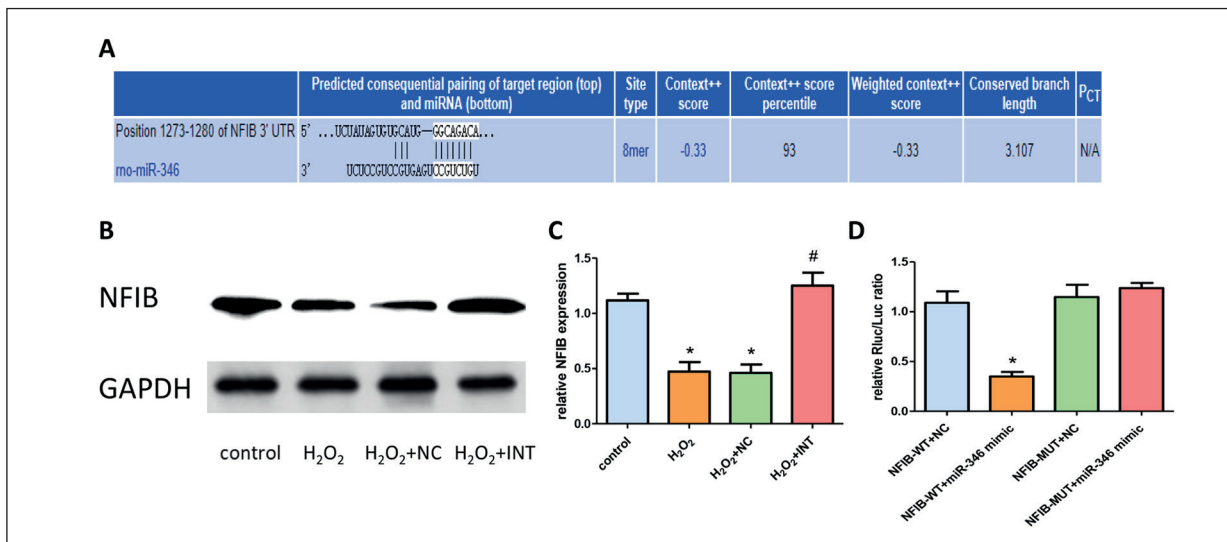 A
Predicted consequential pairing of target region (top)
and miRNA (bottom)
Site
type
Context++
score
Context++ score
percentile
Weighted context++
score
Conserved branch
length
PCT
Position 1273-1280 of NFIB 3' UTR 5' ...UCUAUAGUGUGCAUG—GGCAGACA...
rno-miR-346 3' UCUCCGUCCGUGAGUCCGUCUGU
8mer
-0.33
93
-0.33
3.107
N/A
B
NFIB
GAPDH
control H₂O₂ H₂O₂+NC H₂O₂+INT
C
relative NFIB expression
1.5
1.0
0.5
0.0
* * #
control
H₂O₂
H₂O₂+NC
H₂O₂+INT
D
relative Rluc/Luc ratio
1.5
1.0
0.5
0.0
*
NFIB-WT+NC
NFIB-WT+miR-346 mimic
NFIB-MUT+NC
NFIB-MUT+miR-346 mimic